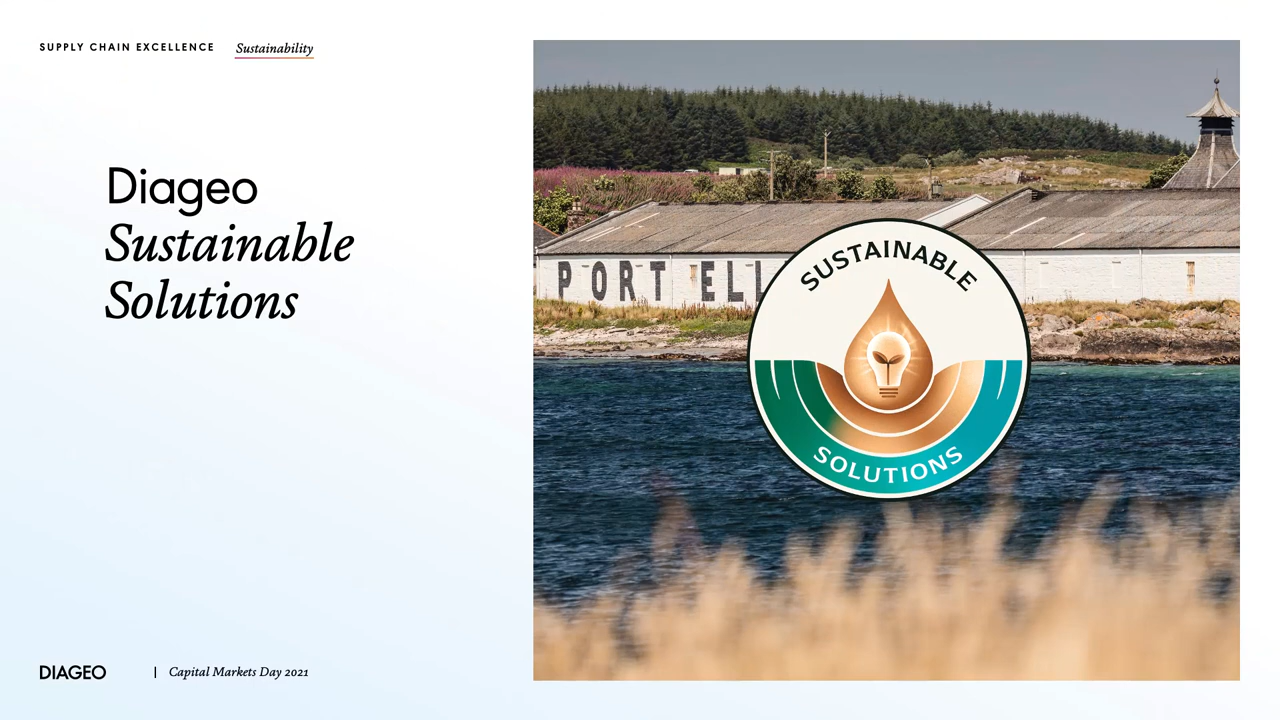 SUPPLY CHAIN EXCELLENCE Sustainability
Diageo
Sustainable
Solutions
PORT ELL
SUSTAINABLE
SOLUTIONS
DIAGEO | Capital Markets Day 2021